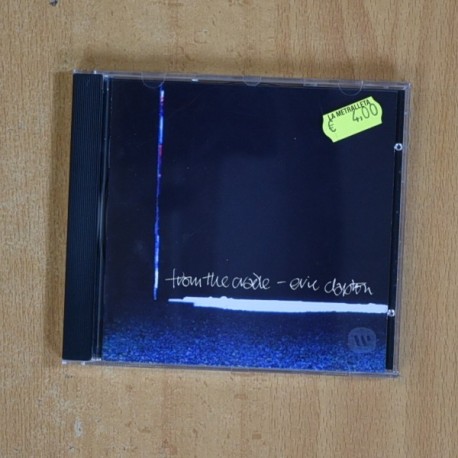 LA METRALLETA
€ 4.00
from the cradle - eric clapton